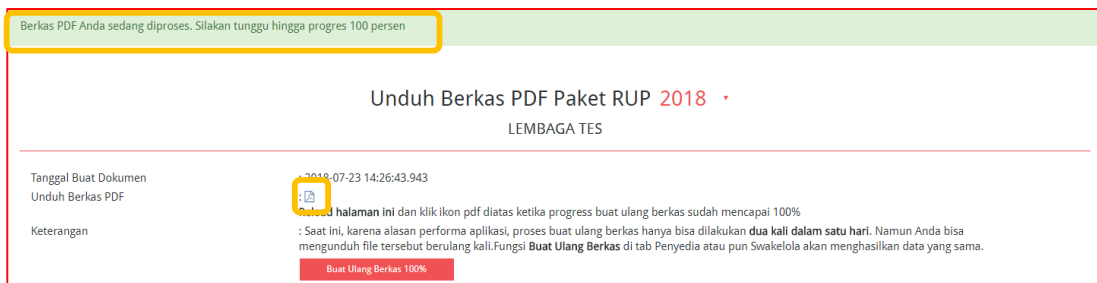 Berkas PDF Anda sedang diproses. Silakan tunggu hingga progres 100 persen
Unduh Berkas PDF Paket RUP 2018
LEMBAGA TES
Tanggal Buat Dokumen : 2018-07-23 14:26:43.943
Unduh Berkas PDF :
Reload halaman ini dan klik ikon pdf diatas ketika progress buat ulang berkas sudah mencapai 100%
Keterangan : Saat ini, karena alasan performa aplikasi, proses buat ulang berkas hanya bisa dilakukan dua kali dalam satu hari. Namun Anda bisa
mengunduh file tersebut berulang kali.Fungsi Buat Ulang Berkas di tab Penyedia atau pun Swakelola akan menghasilkan data yang sama.
Buat Ulang Berkas 100%